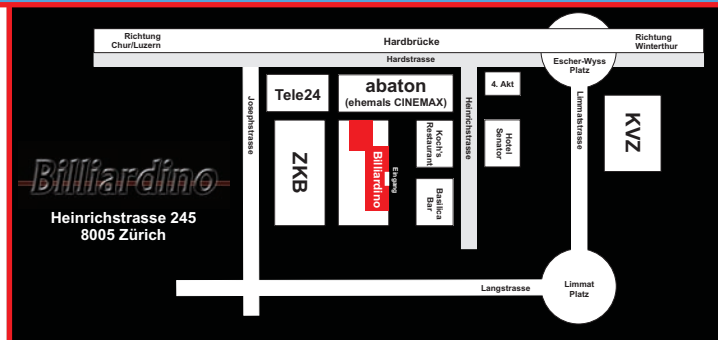 Richtung
Chur/Luzern
Hardbrücke
Richtung
Winterthur
Hardstrasse
Escher-Wyss
Platz
Josephstrasse
Tele24
abaton
(ehemals CINEMAX)
Heinrichstrasse
4. Akt
Limmatstrasse
KVZ
ZKB
Billiardino
Eingang
Koch's
Restaurant
Hotel
Senator
Basilica
Bar
Billiardino
Heinrichstrasse 245
8005 Zürich
Langstrasse
Limmat
Platz